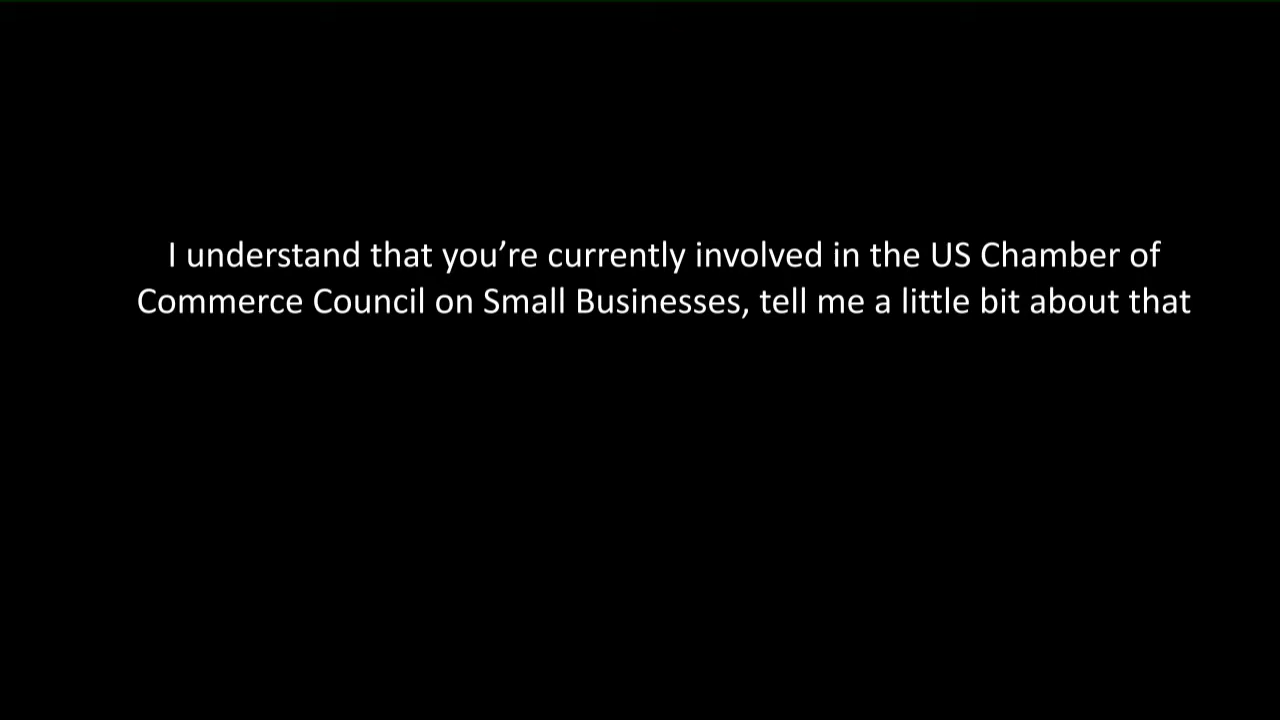 I understand that you’re currently involved in the US Chamber of
Commerce Council on Small Businesses, tell me a little bit about that